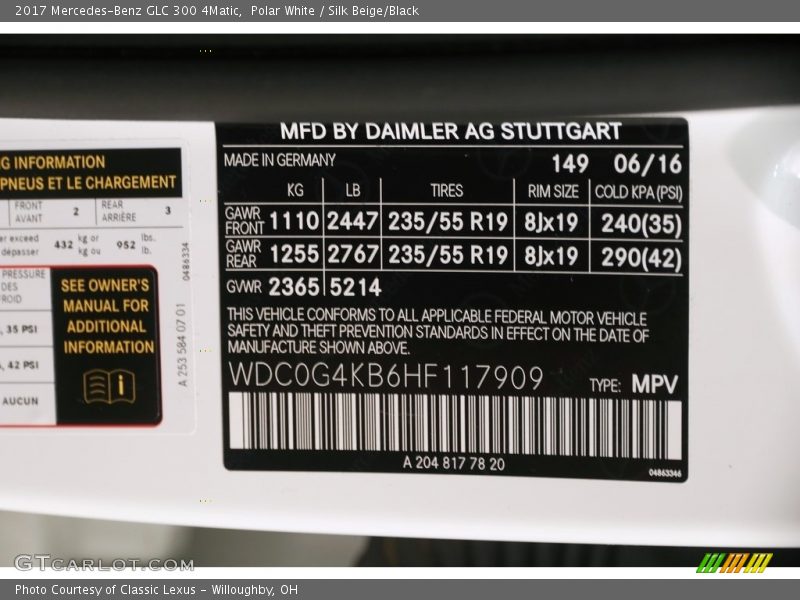 2017 Mercedes-Benz GLC 300 4Matic,  Polar White / Silk Beige/Black
G INFORMATION
PNEUS ET LE CHARGEMENT
FRONT AVANT 2 REAR ARRIÈRE 3
er exceed dépasser 432 kg or kg ou 952 lbs. lb.
PRESSURE
DES
ROID
, 35 PSI
, 42 PSI
AUCUN
SEE OWNER'S
MANUAL FOR
ADDITIONAL
INFORMATION
0486334
A 253 584 07 01
MFD BY DAIMLER AG STUTTGART
MADE IN GERMANY 149 06/16
KG LB TIRES RIM SIZE COLD KPA (PSI)
GAWR FRONT 1110 2447 235/55 R19 8Jx19 240(35)
GAWR REAR 1255 2767 235/55 R19 8Jx19 290(42)
GVWR 2365 5214
THIS VEHICLE CONFORMS TO ALL APPLICABLE FEDERAL MOTOR VEHICLE
SAFETY AND THEFT PREVENTION STANDARDS IN EFFECT ON THE DATE OF
MANUFACTURE SHOWN ABOVE.
WDC0G4KB6HF117909 TYPE: MPV
A 204 817 78 20
04863346
GTCARLOT.COM
Photo Courtesy of Classic Lexus - Willoughby, OH